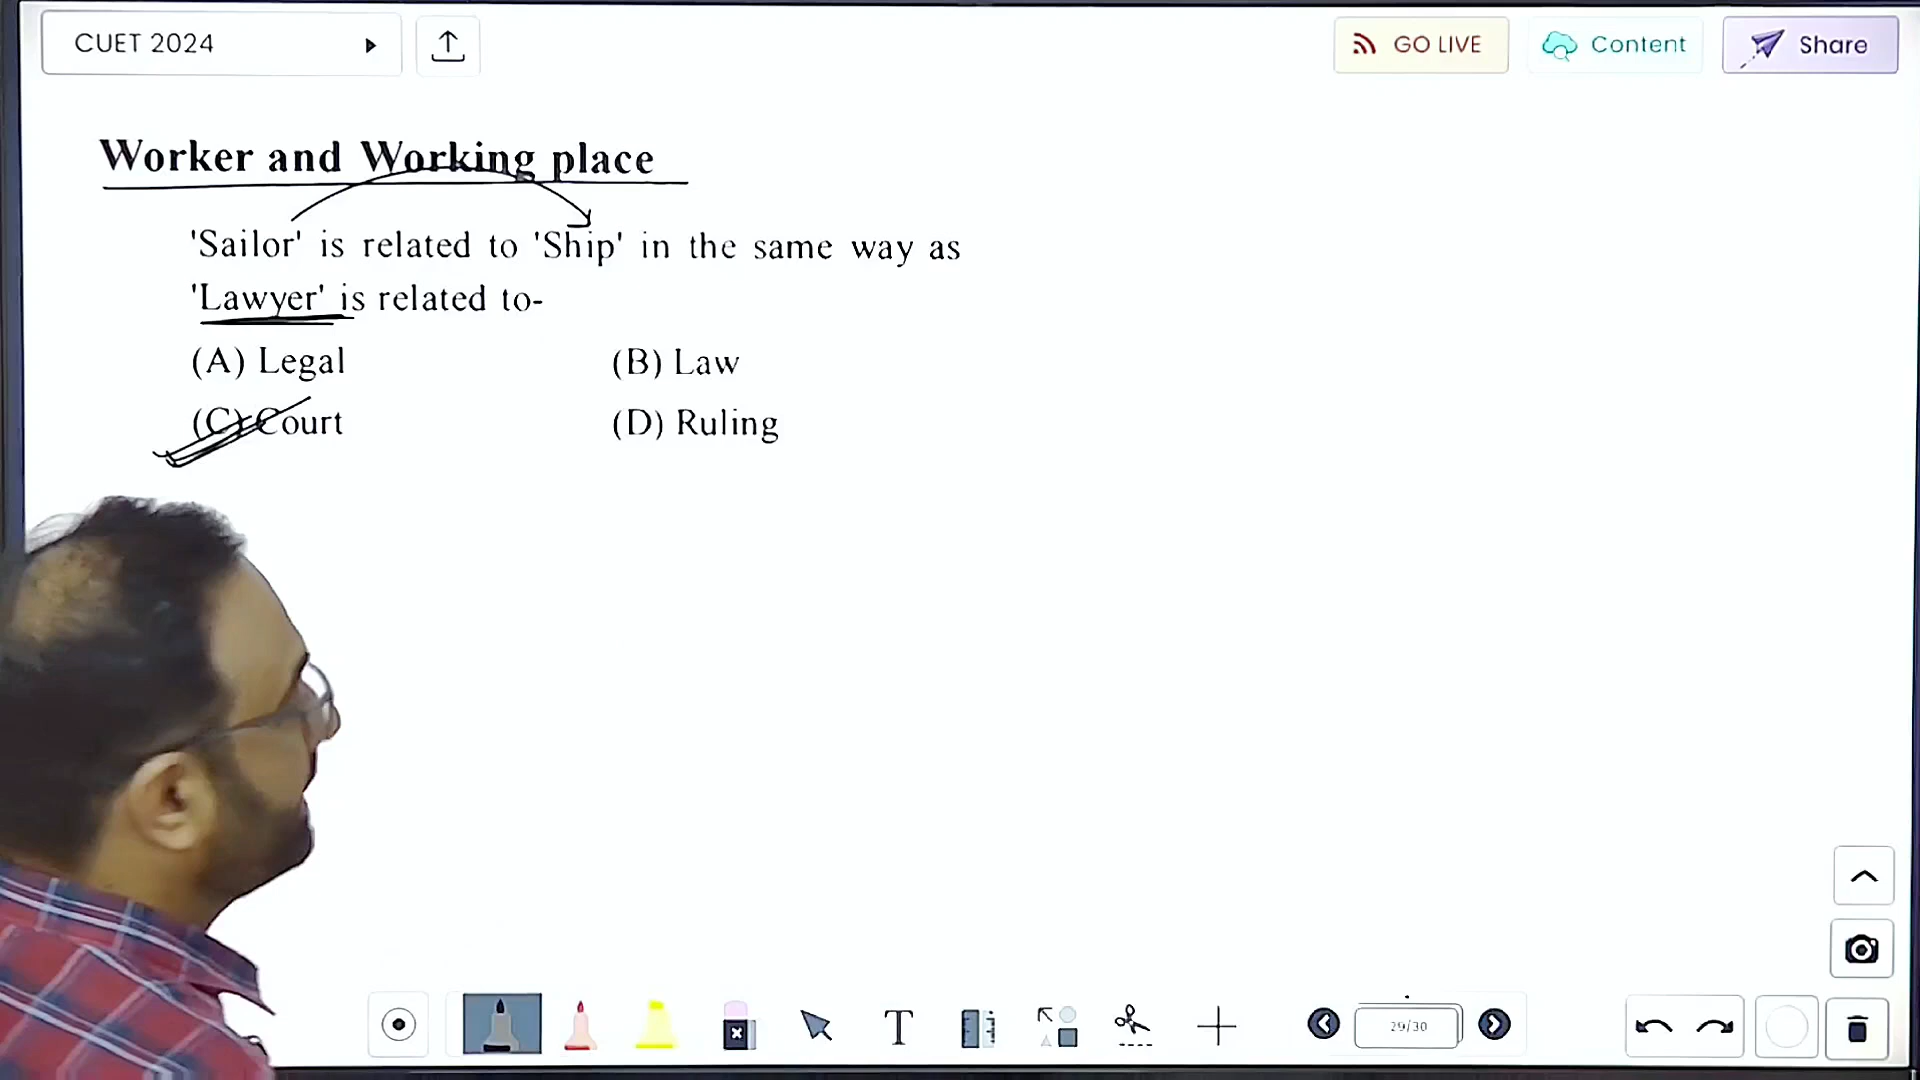 CUET 2024
GO LIVE
Content
Share
Worker and Working place
'Sailor' is related to 'Ship' in the same way as
'Lawyer' is related to-
(A) Legal (B) Law
(C) Court (D) Ruling
T
29/30